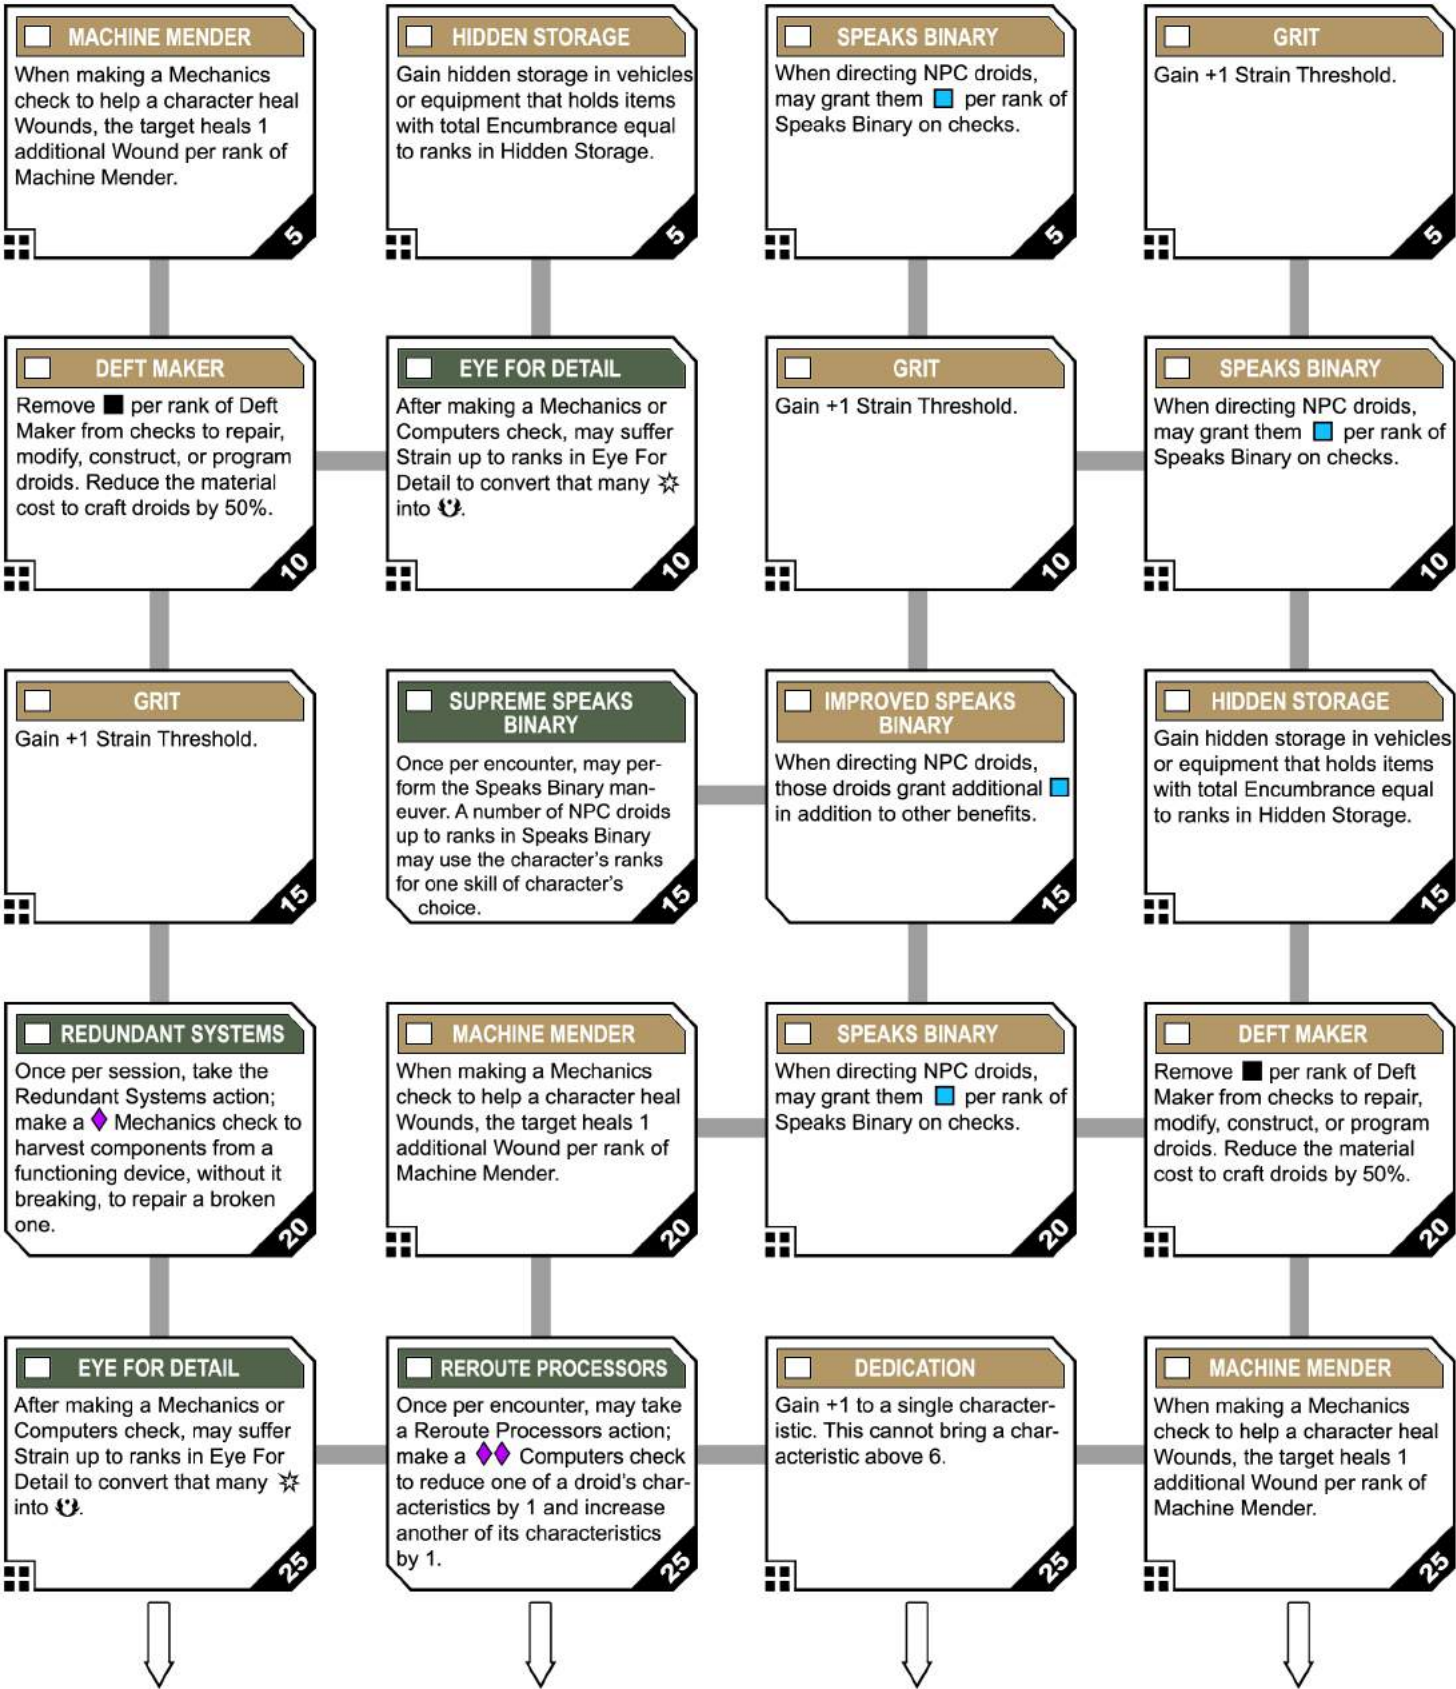 MACHINE MENDER
When making a Mechanics
check to help a character heal
Wounds, the target heals 1
additional Wound per rank of
Machine Mender.
5
HIDDEN STORAGE
Gain hidden storage in vehicles
or equipment that holds items
with total Encumbrance equal
to ranks in Hidden Storage.
5
SPEAKS BINARY
When directing NPC droids,
may grant them per rank of
Speaks Binary on checks.
5
GRIT
Gain +1 Strain Threshold.
5
DEFT MAKER
Remove per rank of Deft
Maker from checks to repair,
modify, construct, or program
droids. Reduce the material
cost to craft droids by 50%.
10
EYE FOR DETAIL
After making a Mechanics or
Computers check, may suffer
Strain up to ranks in Eye For
Detail to convert that many
into .
10
GRIT
Gain +1 Strain Threshold.
10
SPEAKS BINARY
When directing NPC droids,
may grant them per rank of
Speaks Binary on checks.
10
GRIT
Gain +1 Strain Threshold.
15
SUPREME SPEAKS
BINARY
Once per encounter, may per-
form the Speaks Binary man-
euver. A number of NPC droids
up to ranks in Speaks Binary
may use the character's ranks
for one skill of character's
choice.
15
IMPROVED SPEAKS
BINARY
When directing NPC droids,
those droids grant additional
in addition to other benefits.
15
HIDDEN STORAGE
Gain hidden storage in vehicles
or equipment that holds items
with total Encumbrance equal
to ranks in Hidden Storage.
15
REDUNDANT SYSTEMS
Once per session, take the
Redundant Systems action;
make a Mechanics check to
harvest components from a
functioning device, without it
breaking, to repair a broken
one.
20
MACHINE MENDER
When making a Mechanics
check to help a character heal
Wounds, the target heals 1
additional Wound per rank of
Machine Mender.
20
SPEAKS BINARY
When directing NPC droids,
may grant them per rank of
Speaks Binary on checks.
20
DEFT MAKER
Remove per rank of Deft
Maker from checks to repair,
modify, construct, or program
droids. Reduce the material
cost to craft droids by 50%.
20
EYE FOR DETAIL
After making a Mechanics or
Computers check, may suffer
Strain up to ranks in Eye For
Detail to convert that many
into .
25
REROUTE PROCESSORS
Once per encounter, may take
a Reroute Processors action;
make a Computers check
to reduce one of a droid's char-
acteristics by 1 and increase
another of its characteristics
by 1.
25
DEDICATION
Gain +1 to a single character-
istic. This cannot bring a char-
acteristic above 6.
25
MACHINE MENDER
When making a Mechanics
check to help a character heal
Wounds, the target heals 1
additional Wound per rank of
Machine Mender.
25